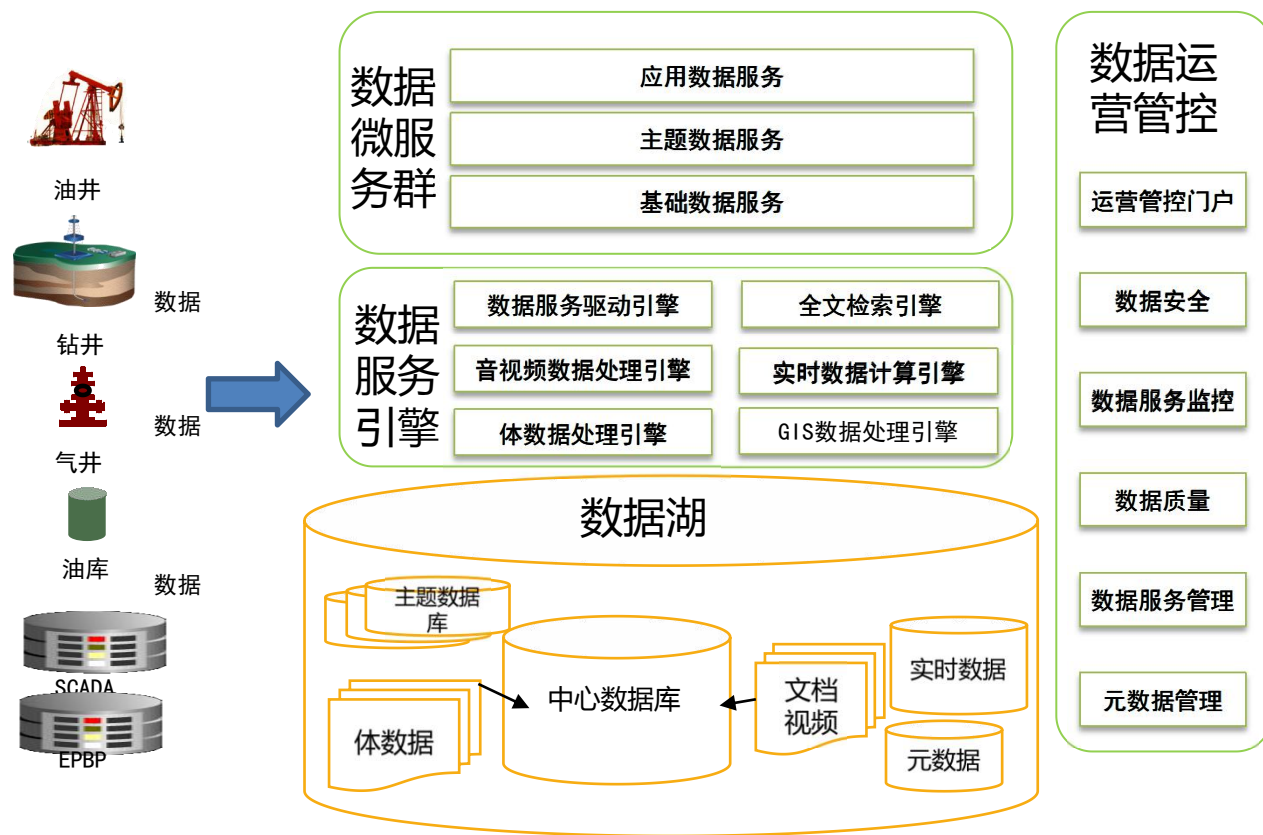 油井
数据
钻井
数据
气井
油库
数据
SCADA
EPBP
数据
微服
务群
应用数据服务
主题数据服务
基础数据服务
数据
服务
引擎
数据服务驱动引擎
全文检索引擎
音视频数据处理引擎
实时数据计算引擎
体数据处理引擎
GIS数据处理引擎
数据湖
主题数据
库
中心数据库
体数据
文档
视频
实时数据
元数据
数据运
营管控
运营管控门户
数据安全
数据服务监控
数据质量
数据服务管理
元数据管理